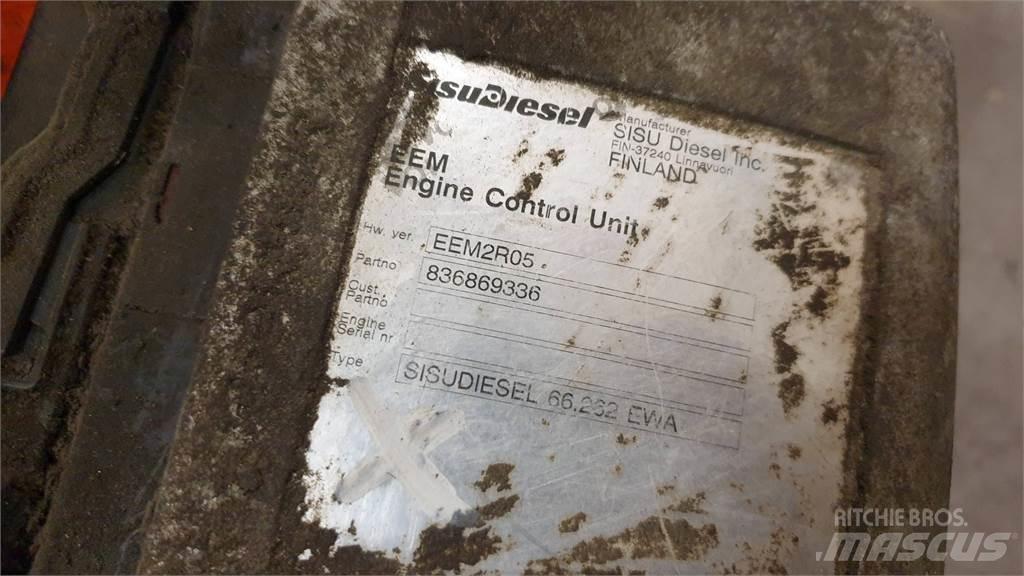 SisuDiesel
Manufacturer
SISU Diesel Inc.
FIN-37240 Linnavuori
FINLAND
EEM
Engine Control Unit
Hw. ver. EEM2R05
Partno 836869336
Cust.
Partno
Engine
Serial nr
Type SISUDIESEL 66.262 EWA
RITCHIE BROS.
MASCUS